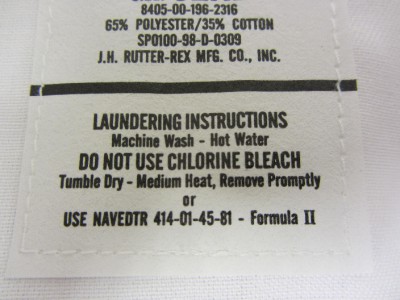 8405-00-196-2316
65% POLYESTER/35% COTTON
SPO100-98-D-0309
J.H. RUTTER-REX MFG. CO., INC.
LAUNDERING INSTRUCTIONS
Machine Wash - Hot Water
DO NOT USE CHLORINE BLEACH
Tumble Dry - Medium Heat, Remove Promptly
or
USE NAVEDTR 414-01-45-81 - Formula II